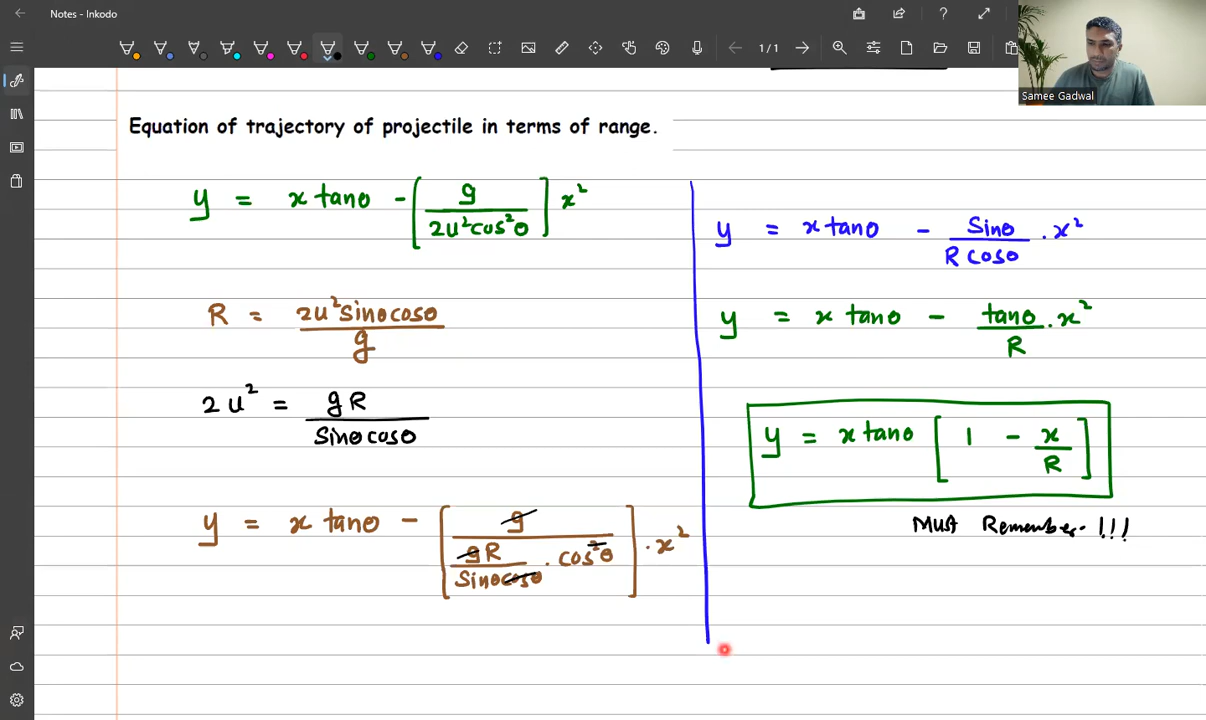 Notes - Inkodo
1/1
Samee Gadwal
Equation of trajectory of projectile in terms of range.
y = x tanθ - [g / 2u²cos²θ] x²
R = 2u²sinθcosθ / g
2u² = gR / sinθcosθ
y = x tanθ - [g / (gR / sinθcosθ . cos²θ)] . x²
y = x tanθ - sinθ / Rcosθ . x²
y = x tanθ - tanθ / R . x²
y = x tanθ [1 - x / R]
Must Remember !!!